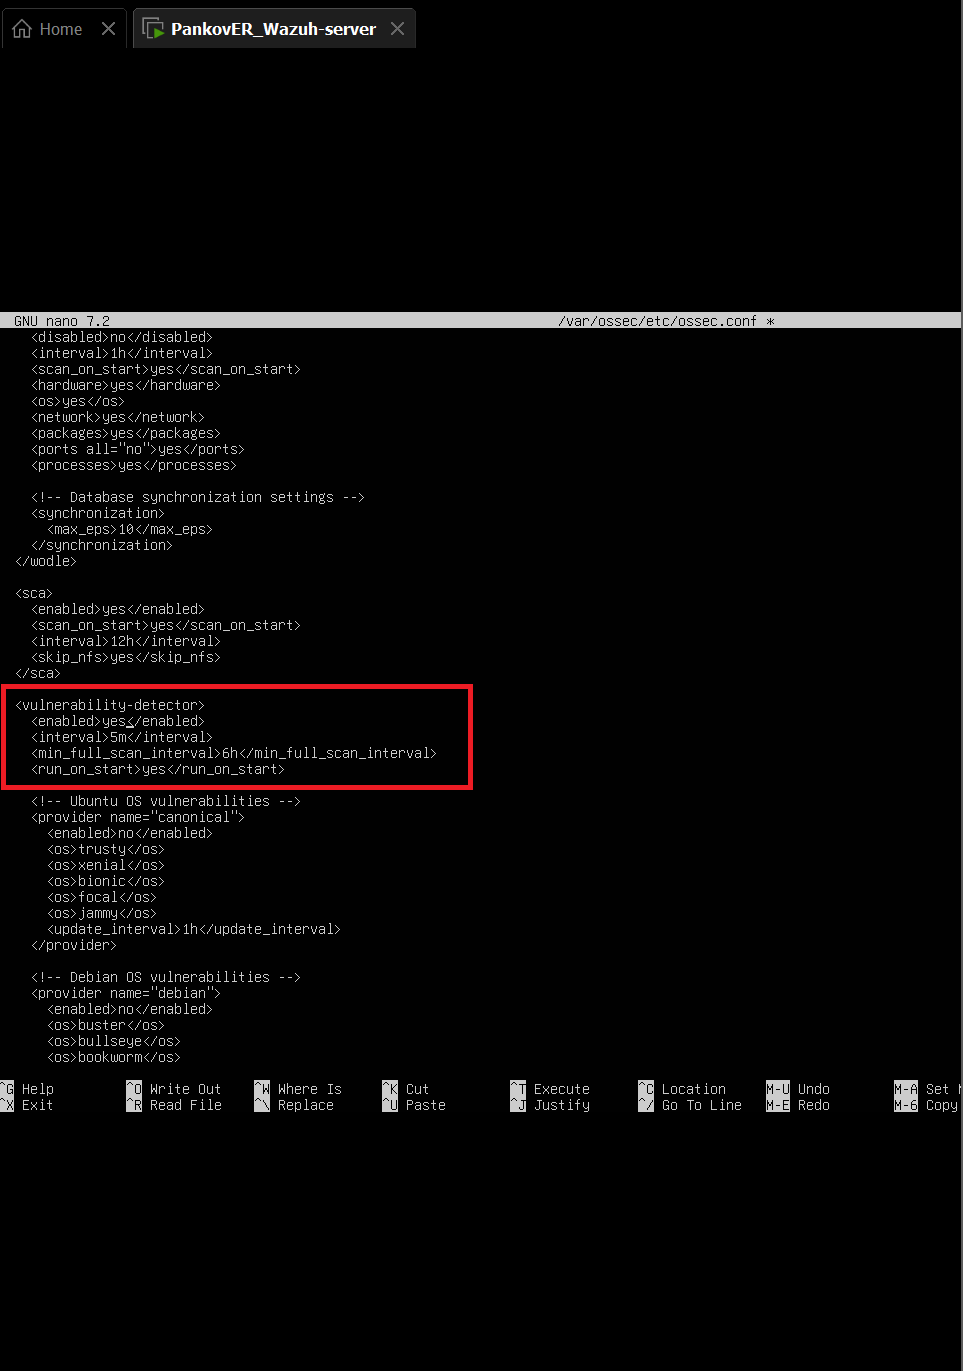 Home
PankovER_Wazuh-server
GNU nano 7.2 /var/ossec/etc/ossec.conf *
<disabled>no</disabled>
<interval>1h</interval>
<scan_on_start>yes</scan_on_start>
<hardware>yes</hardware>
<os>yes</os>
<network>yes</network>
<packages>yes</packages>
<ports all="no">yes</ports>
<processes>yes</processes>
<!-- Database synchronization settings -->
<synchronization>
<max_eps>10</max_eps>
</synchronization>
</wodle>
<sca>
<enabled>yes</enabled>
<scan_on_start>yes</scan_on_start>
<interval>12h</interval>
<skip_nfs>yes</skip_nfs>
</sca>
<vulnerability-detector>
<enabled>yes</enabled>
<interval>5m</interval>
<min_full_scan_interval>6h</min_full_scan_interval>
<run_on_start>yes</run_on_start>
<!-- Ubuntu OS vulnerabilities -->
<provider name="canonical">
<enabled>no</enabled>
<os>trusty</os>
<os>xenial</os>
<os>bionic</os>
<os>focal</os>
<os>jammy</os>
<update_interval>1h</update_interval>
</provider>
<!-- Debian OS vulnerabilities -->
<provider name="debian">
<enabled>no</enabled>
<os>buster</os>
<os>bullseye</os>
<os>bookworm</os>
^G Help ^O Write Out ^W Where Is ^K Cut ^T Execute ^C Location M-U Undo M-A Set
^X Exit ^R Read File ^\ Replace ^U Paste ^J Justify ^/ Go To Line M-E Redo M-6 Copy